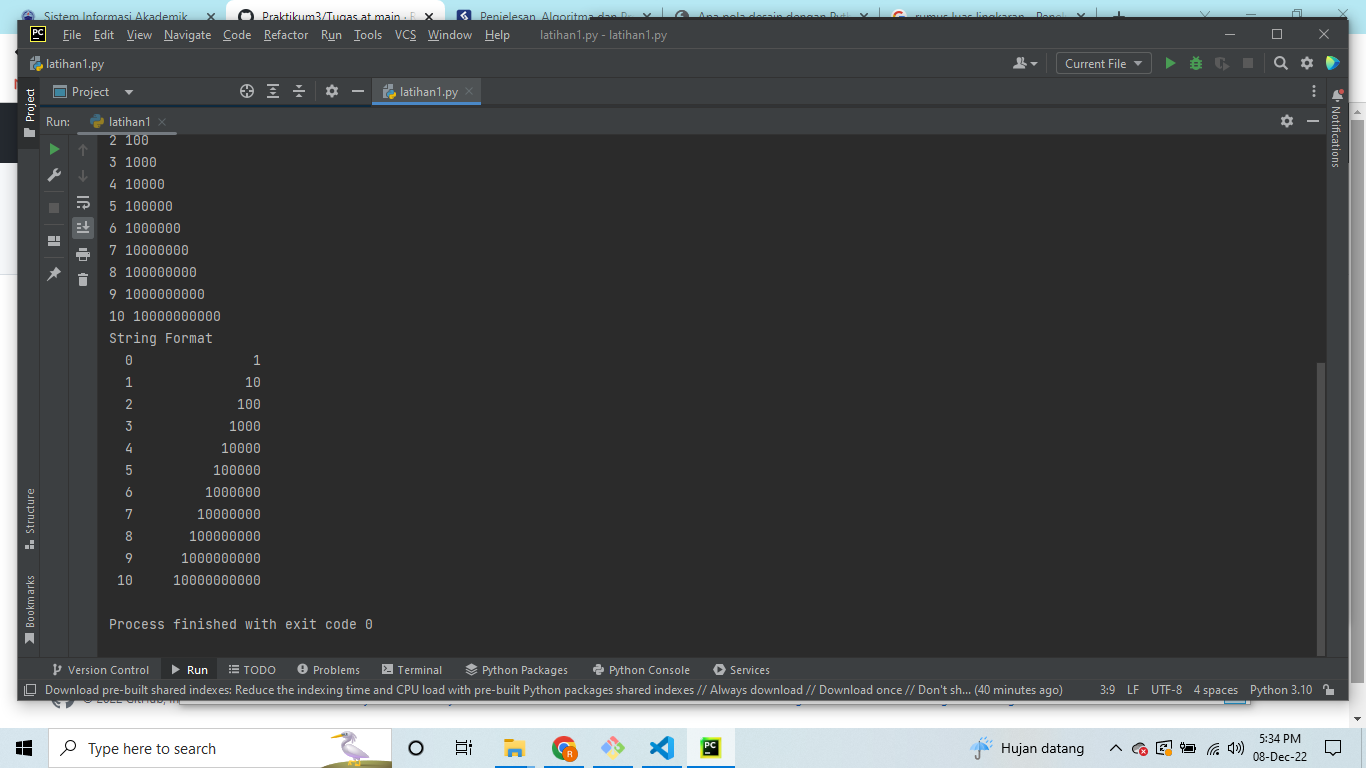 Sistem Informasi Akademik
Praktikum3/Tugas at main ·
Penjelesan Algoritma dan
Apa pola desain dengan
rumus luas lingkaran - Pene
PC File Edit View Navigate Code Refactor Run Tools VCS Window Help latihan1.py - latihan1.py
latihan1.py
Current File
Project
latihan1.py
Run: latihan1
2 100
3 1000
4 10000
5 100000
6 1000000
7 10000000
8 100000000
9 1000000000
10 10000000000
String Format
0 1
1 10
2 100
3 1000
4 10000
5 100000
6 1000000
7 10000000
8 100000000
9 1000000000
10 10000000000
Process finished with exit code 0
Project
Structure
Bookmarks
Notifications
Version Control Run TODO Problems Terminal Python Packages Python Console Services
Download pre-built shared indexes: Reduce the indexing time and CPU load with pre-built Python packages shared indexes // Always download // Download once // Don't sh... (40 minutes ago) 3:9 LF UTF-8 4 spaces Python 3.10
Type here to search
R
PC
Hujan datang
5:34 PM
08-Dec-22